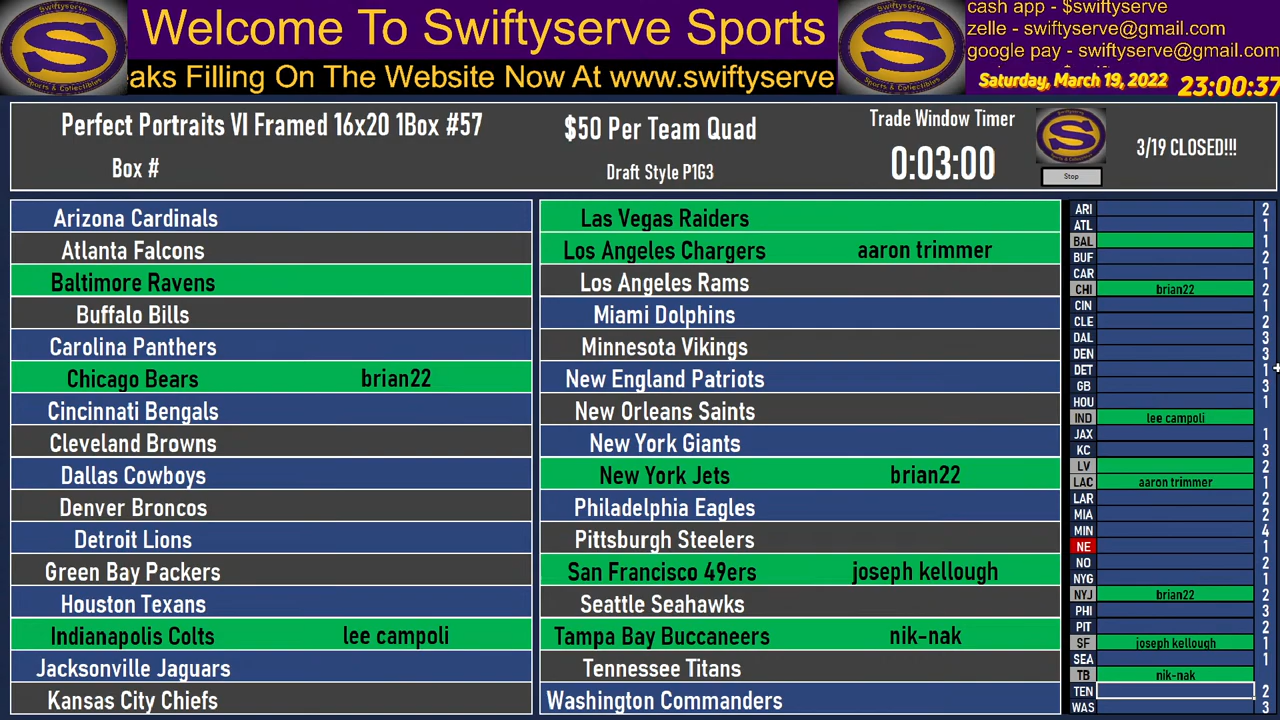 Welcome To Swiftyserve Sports
aks Filling On The Website Now At www.swiftyserve
cash app - $swiftyserve
zelle - swiftyserve@gmail.com
google pay - swiftyserve@gmail.com
Saturday, March 19, 2022 23:00:37
Swiftyserve
Sports & Collectibles
Swiftyserve
Sports & Collectibles
Perfect Portraits VI Framed 16x20 1Box #57
Box #
$50 Per Team Quad
Draft Style P1G3
Trade Window Timer
0:03:00
Stop
3/19 CLOSED!!!
Arizona Cardinals
Atlanta Falcons
Baltimore Ravens
Buffalo Bills
Carolina Panthers
Chicago Bears brian22
Cincinnati Bengals
Cleveland Browns
Dallas Cowboys
Denver Broncos
Detroit Lions
Green Bay Packers
Houston Texans
Indianapolis Colts lee campoli
Jacksonville Jaguars
Kansas City Chiefs
Las Vegas Raiders
Los Angeles Chargers aaron trimmer
Los Angeles Rams
Miami Dolphins
Minnesota Vikings
New England Patriots
New Orleans Saints
New York Giants
New York Jets brian22
Philadelphia Eagles
Pittsburgh Steelers
San Francisco 49ers joseph kellough
Seattle Seahawks
Tampa Bay Buccaneers nik-nak
Tennessee Titans
Washington Commanders
ARI 2
ATL 1
BAL 1
BUF 2
CAR 1
CHI brian22 2
CIN 1
CLE 2
DAL 3
DEN 3
DET 1
GB 3
HOU 1
IND lee campoli
JAX 1
KC 3
LV 2
LAC aaron trimmer 1
LAR 2
MIA 2
MIN 4
NE 1
NO 2
NYG 1
NYJ brian22 2
PHI 3
PIT 2
SF joseph kellough 1
SEA 1
TB nik-nak
TEN 2
WAS 3